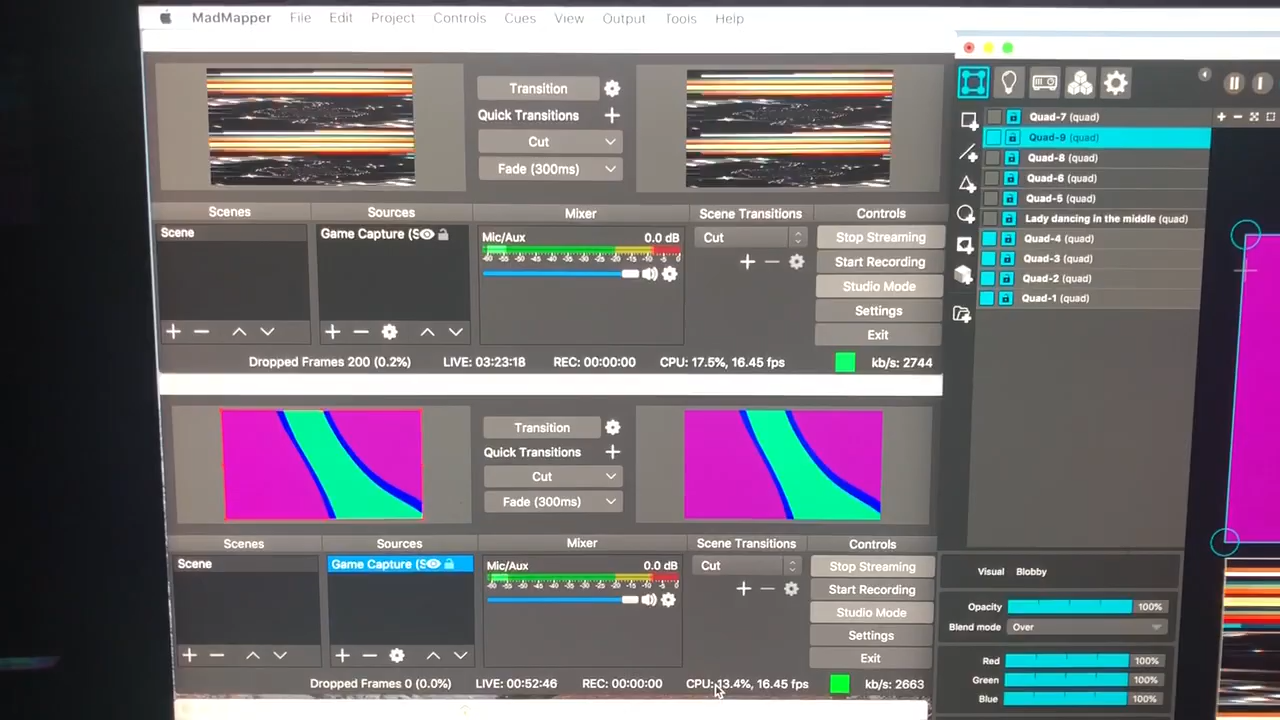 MadMapper File Edit Project Controls Cues View Output Tools Help
Transition
Quick Transitions
Cut
Fade (300ms)
Scenes Sources Mixer Scene Transitions Controls
Scene
Game Capture (S
Mic/Aux 0.0 dB
Cut
Stop Streaming
Start Recording
Studio Mode
Settings
Exit
Dropped Frames 200 (0.2%) LIVE: 03:23:18 REC: 00:00:00 CPU: 17.5%, 16.45 fps kb/s: 2744
Transition
Quick Transitions
Cut
Fade (300ms)
Scenes Sources Mixer Scene Transitions Controls
Scene
Game Capture (S
Mic/Aux 0.0 dB
Cut
Stop Streaming
Start Recording
Studio Mode
Settings
Exit
Dropped Frames 0 (0.0%) LIVE: 00:52:46 REC: 00:00:00 CPU: 13.4%, 16.45 fps kb/s: 2663
Quad-7 (quad)
Quad-9 (quad)
Quad-8 (quad)
Quad-6 (quad)
Quad-5 (quad)
Lady dancing in the middle (quad)
Quad-4 (quad)
Quad-3 (quad)
Quad-2 (quad)
Quad-1 (quad)
Visual Blobby
Opacity 100%
Blend mode Over
Red 100%
Green 100%
Blue 100%